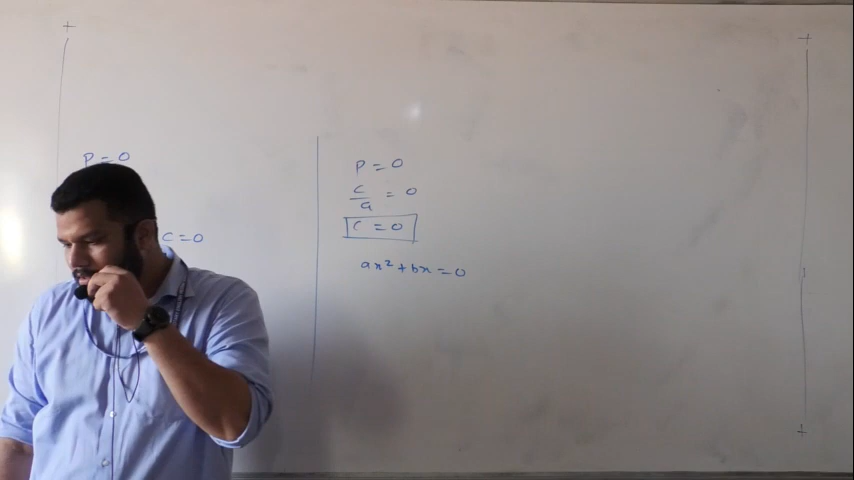 P = 0
C = 0
P = 0
c/a = 0
C = 0
ax² + bx = 0